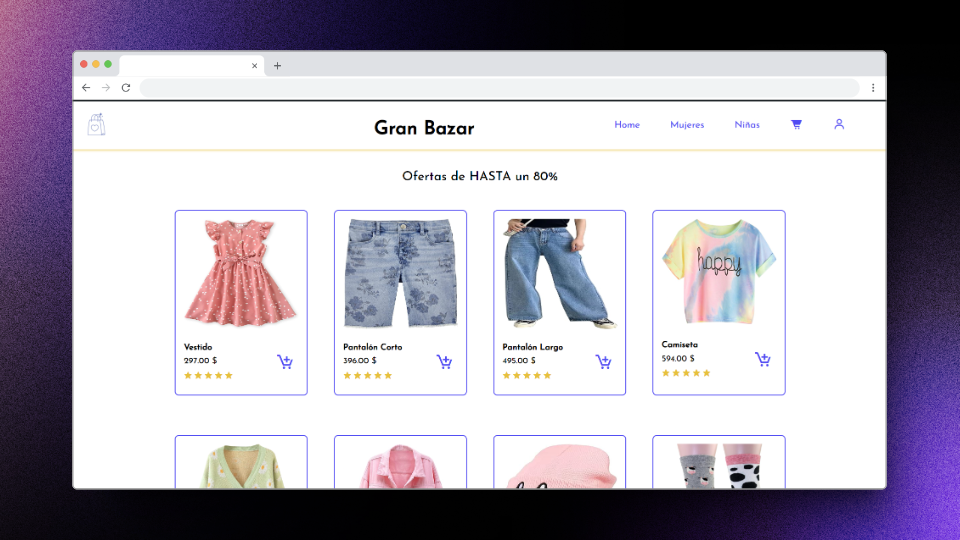 Gran Bazar
Home Mujeres Niñas
Ofertas de HASTA un 80%
happy
Vestido
297.00 $
Pantalón Corto
396.00 $
Pantalón Largo
495.00 $
Camiseta
594.00 $